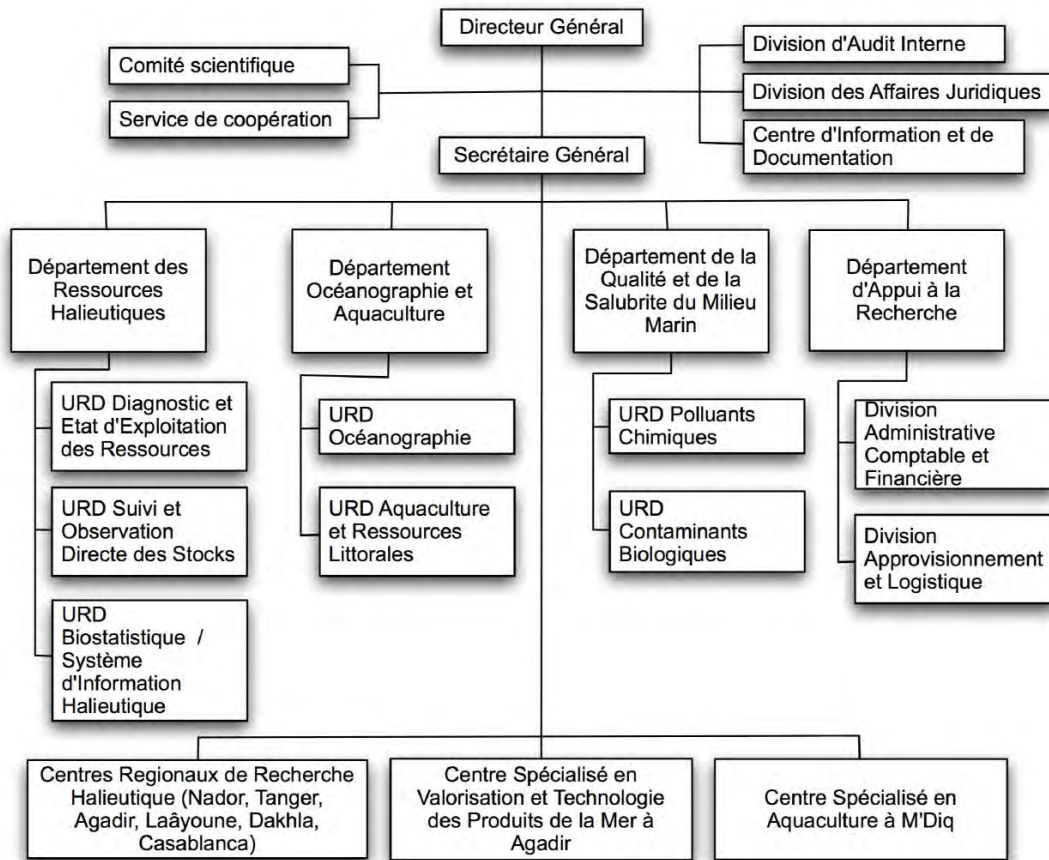 Directeur Général
Comité scientifique
Service de coopération
Division d'Audit Interne
Division des Affaires Juridiques
Centre d'Information et de
Documentation
Secrétaire Général
Département des
Ressources
Halieutiques
Département
Océanographie et
Aquaculture
Département de la
Qualité et de la
Salubrite du Milieu
Marin
Département
d'Appui à la
Recherche
URD Diagnostic et
Etat d'Exploitation
des Ressources
URD Suivi et
Observation
Directe des Stocks
URD
Biostatistique /
Système
d'Information
Halieutique
URD
Océanographie
URD Aquaculture
et Ressources
Littorales
URD Polluants
Chimiques
URD
Contaminants
Biologiques
Division
Administrative
Comptable et
Financière
Division
Approvisionnement
et Logistique
Centres Regionaux de Recherche
Halieutique (Nador, Tanger,
Agadir, Laâyoune, Dakhla,
Casablanca)
Centre Spécialisé en
Valorisation et Technologie
des Produits de la Mer à
Agadir
Centre Spécialisé en
Aquaculture à M'Diq